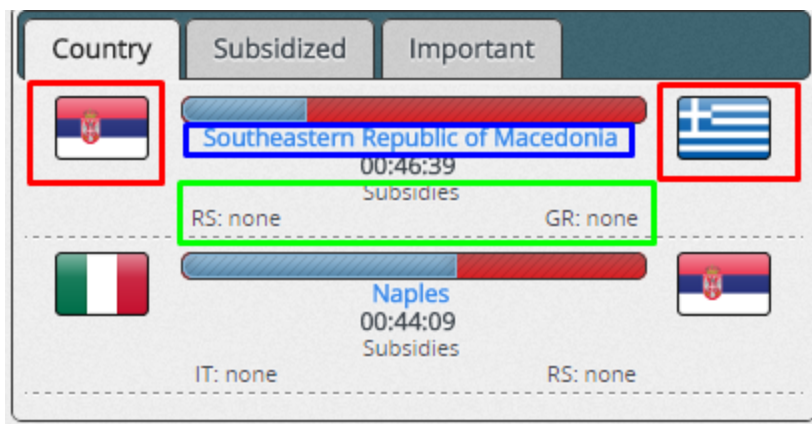 Country Subsidized Important
Southeastern Republic of Macedonia
00:46:39
Subsidies
RS: none GR: none
Naples
00:44:09
Subsidies
IT: none RS: none